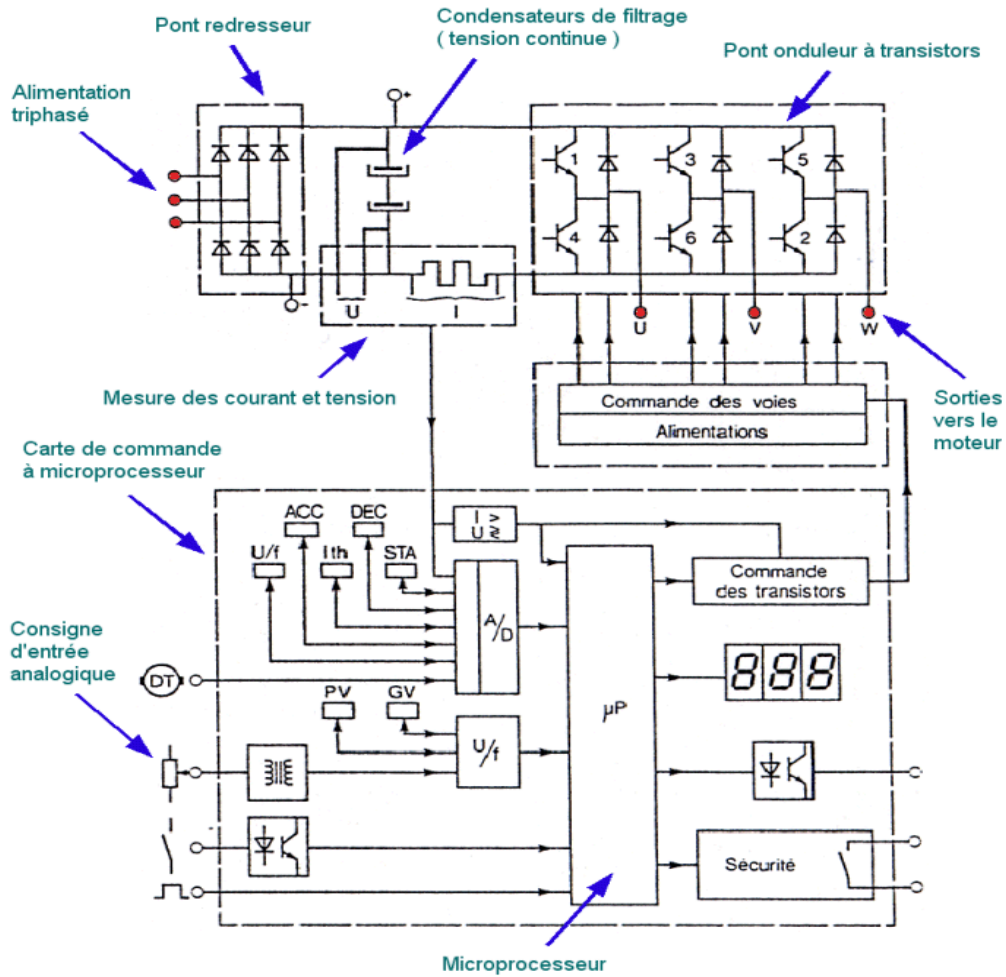 Pont redresseur
Condensateurs de filtrage
( tension continue )
Pont onduleur à transistors
Alimentation
triphasé
+
1
3
5
4
6
2
-
U
I
U
V
W
Mesure des courant et tension
Commande des voies
Alimentations
Sorties
vers le
moteur
Carte de commande
à microprocesseur
ACC
DEC
I >
U ≷
U/f
Ith
STA
Commande
des transistors
A/D
Consigne
d'entrée
analogique
DT
888
PV
GV
µP
U/f
Sécurité
Microprocesseur